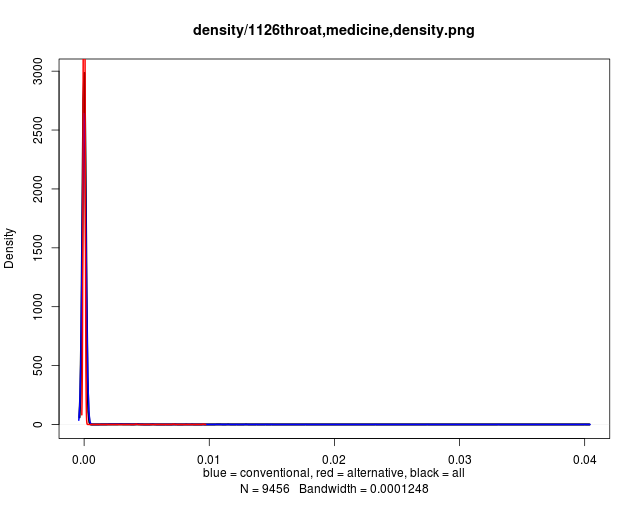 density/1126throat,medicine,density.png
Density
3000
2500
2000
1500
1000
500
0
0.00 0.01 0.02 0.03 0.04
blue = conventional, red = alternative, black = all
N = 9456 Bandwidth = 0.0001248